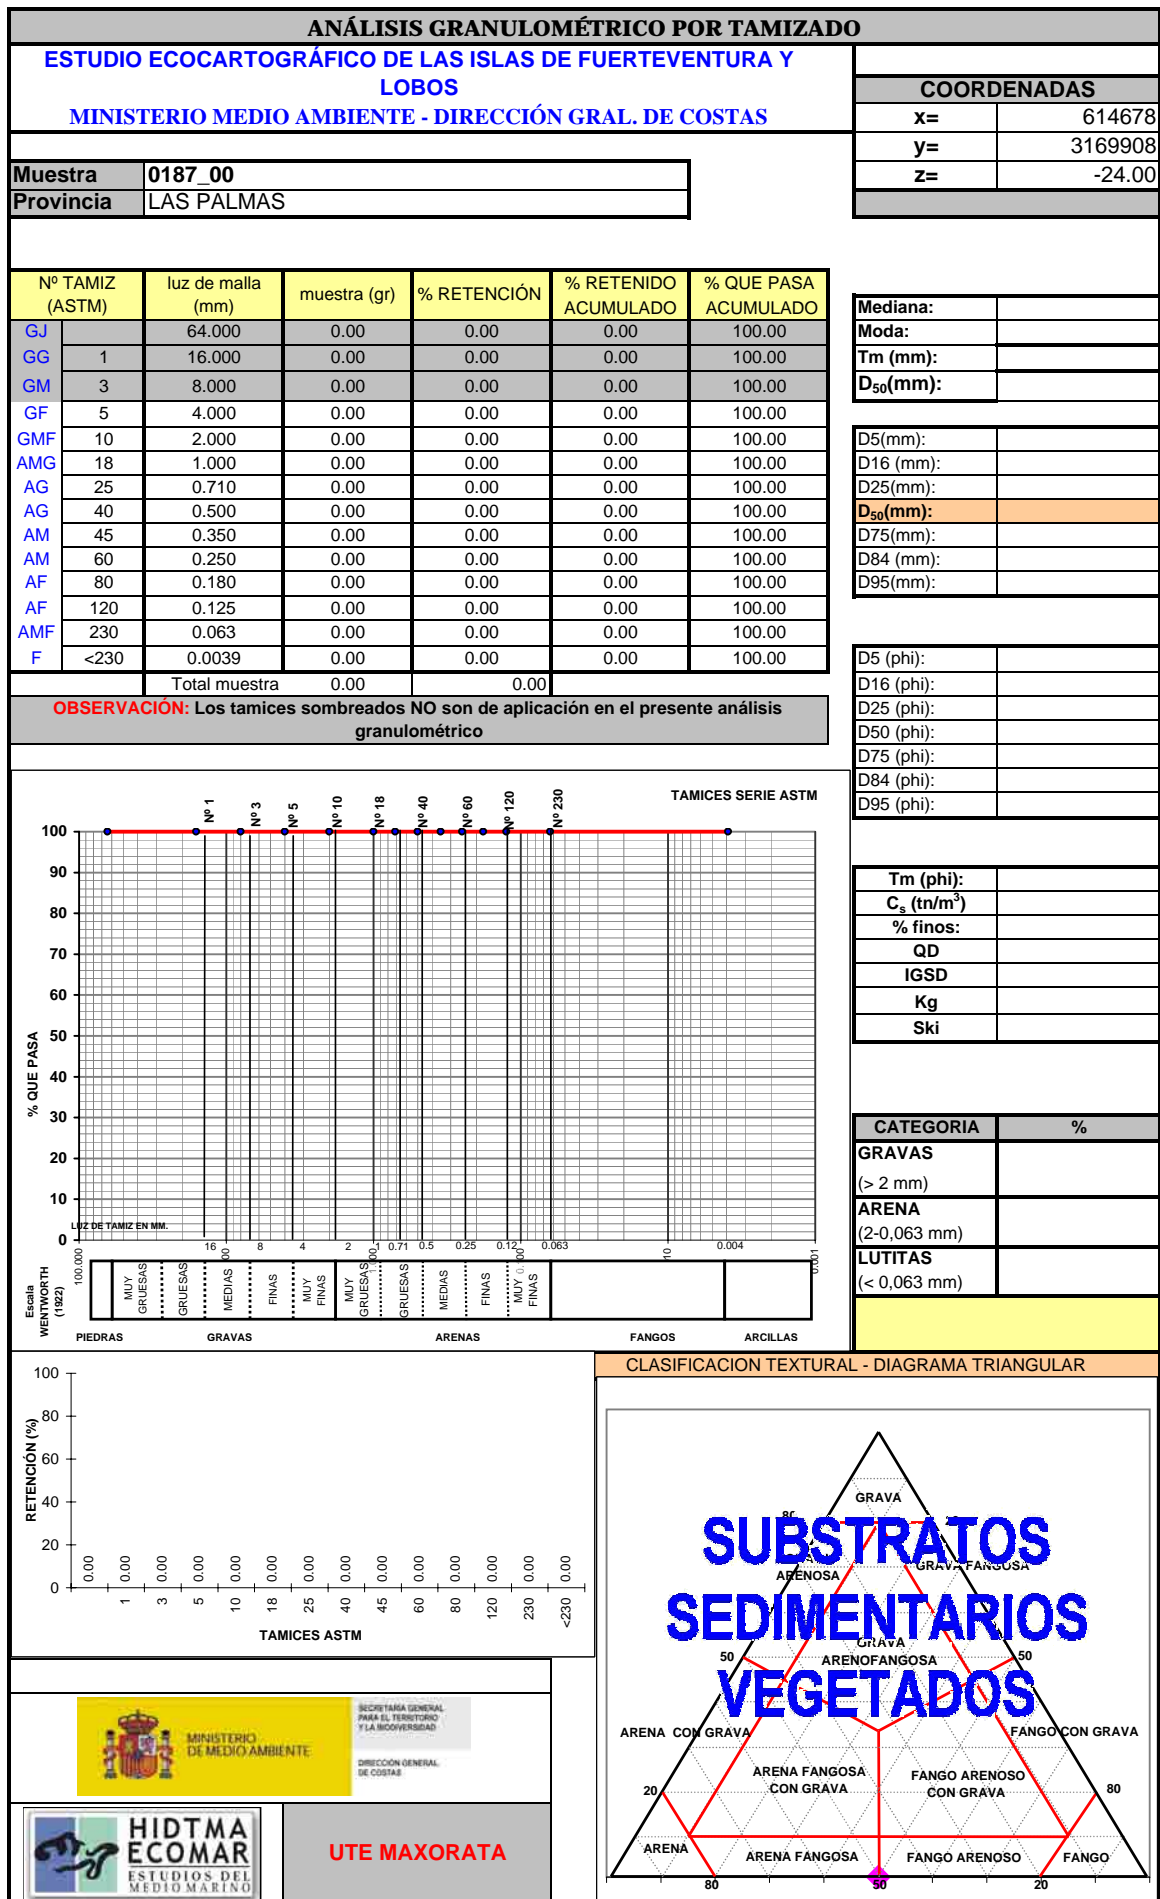 ANÁLISIS GRANULOMÉTRICO POR TAMIZADO
ESTUDIO ECOCARTOGRÁFICO DE LAS ISLAS DE FUERTEVENTURA Y
LOBOS
MINISTERIO MEDIO AMBIENTE - DIRECCIÓN GRAL. DE COSTAS
COORDENADAS
x= 614678
y= 3169908
z= -24.00
Muestra 0187_00
Provincia LAS PALMAS
Nº TAMIZ (ASTM) luz de malla (mm) muestra (gr) % RETENCIÓN % RETENIDO ACUMULADO % QUE PASA ACUMULADO
GJ 64.000 0.00 0.00 0.00 100.00
GG 1 16.000 0.00 0.00 0.00 100.00
GM 3 8.000 0.00 0.00 0.00 100.00
GF 5 4.000 0.00 0.00 0.00 100.00
GMF 10 2.000 0.00 0.00 0.00 100.00
AMG 18 1.000 0.00 0.00 0.00 100.00
AG 25 0.710 0.00 0.00 0.00 100.00
AG 40 0.500 0.00 0.00 0.00 100.00
AM 45 0.350 0.00 0.00 0.00 100.00
AM 60 0.250 0.00 0.00 0.00 100.00
AF 80 0.180 0.00 0.00 0.00 100.00
AF 120 0.125 0.00 0.00 0.00 100.00
AMF 230 0.063 0.00 0.00 0.00 100.00
F <230 0.0039 0.00 0.00 0.00 100.00
Total muestra 0.00 0.00
OBSERVACIÓN: Los tamices sombreados NO son de aplicación en el presente análisis
granulométrico
Mediana:
Moda:
Tm (mm):
D50(mm):
D5(mm):
D16 (mm):
D25(mm):
D50(mm):
D75(mm):
D84 (mm):
D95(mm):
D5 (phi):
D16 (phi):
D25 (phi):
D50 (phi):
D75 (phi):
D84 (phi):
D95 (phi):
Tm (phi):
Cs (tn/m3)
% finos:
QD
IGSD
Kg
Ski
CATEGORIA %
GRAVAS
(> 2 mm)
ARENA
(2-0,063 mm)
LUTITAS
(< 0,063 mm)
TAMICES SERIE ASTM
Nº 1 Nº 3 Nº 5 Nº 10 Nº 18 Nº 40 Nº 60 Nº 120 Nº 230
100
90
80
70
60
50
40
30
20
10
0
% QUE PASA
LUZ DE TAMIZ EN MM.
16 8 4 2 1 0.71 0.5 0.25 0.12 0.063 0.004
100.000
Escala
WENTWORTH
(1922)
MUY GRUESAS
GRUESAS
MEDIAS
FINAS
MUY FINAS
MUY GRUESAS
GRUESAS
MEDIAS
FINAS
MUY FINAS
PIEDRAS GRAVAS ARENAS FANGOS ARCILLAS
RETENCIÓN (%)
100
80
60
40
20
0
0.00 0.00 0.00 0.00 0.00 0.00 0.00 0.00 0.00 0.00 0.00 0.00 0.00 0.00
1 3 5 10 18 25 40 45 60 80 120 230 <230
TAMICES ASTM
CLASIFICACION TEXTURAL - DIAGRAMA TRIANGULAR
GRAVA
SUBSTRATOS
ARENOSA
GRAVA FANGOSA
SEDIMENTARIOS
GRAVA
ARENOFANGOSA
50 50
VEGETADOS
ARENA CON GRAVA
FANGO CON GRAVA
ARENA FANGOSA
CON GRAVA
FANGO ARENOSO
CON GRAVA
20 80
ARENA
ARENA FANGOSA
FANGO ARENOSO
FANGO
80 50 20
MINISTERIO
DE MEDIO AMBIENTE
SECRETARÍA GENERAL
PARA EL TERRITORIO
Y LA BIODIVERSIDAD
DIRECCIÓN GENERAL
DE COSTAS
HIDTMA
ECOMAR
ESTUDIOS DEL
MEDIO MARINO
UTE MAXORATA